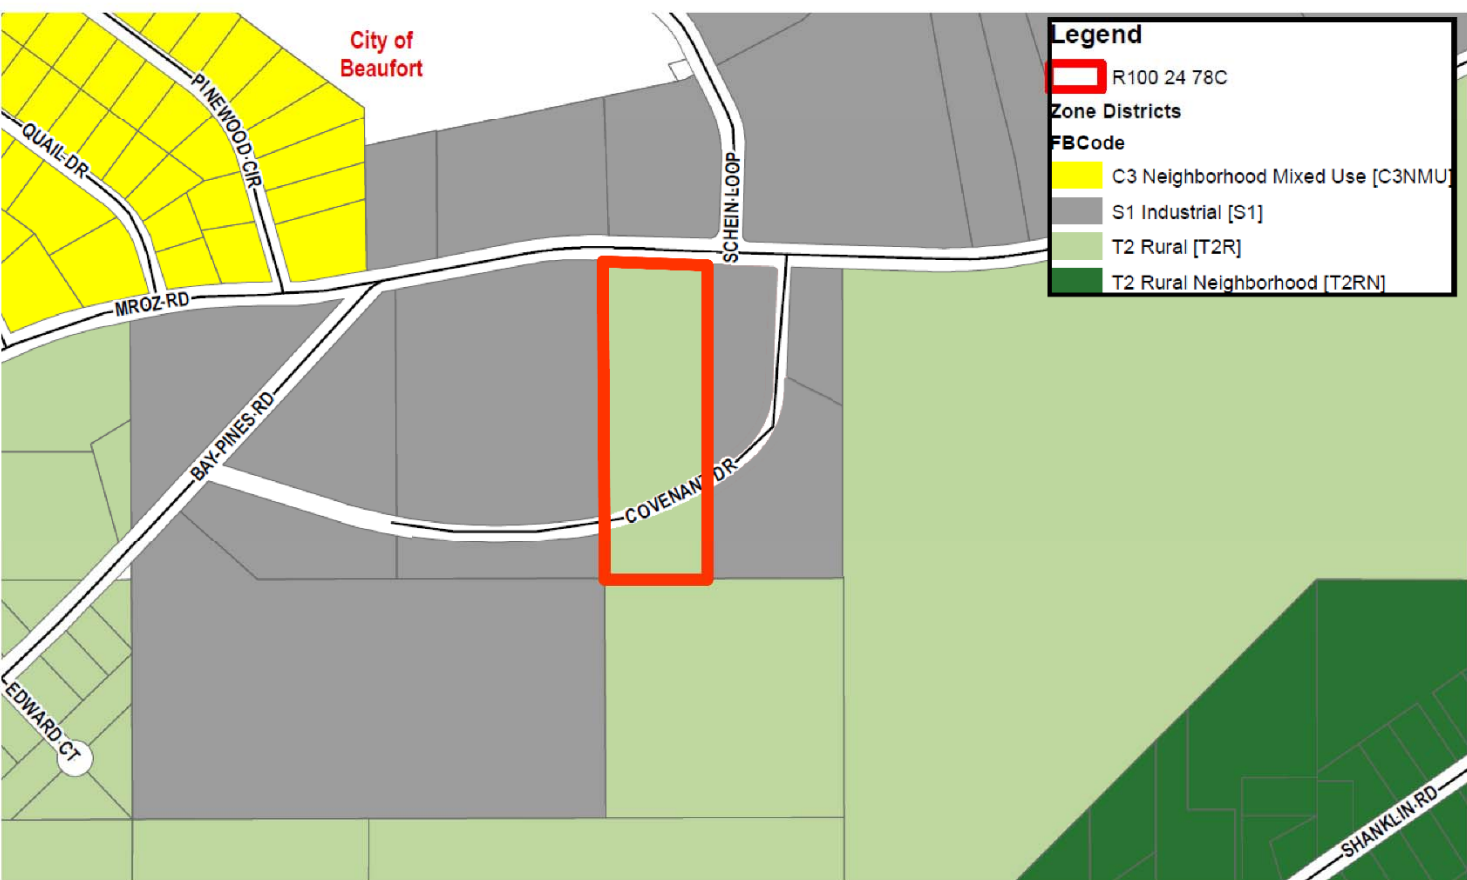 City of
Beaufort
Legend
R100 24 78C
Zone Districts
FBCode
C3 Neighborhood Mixed Use [C3NMU]
S1 Industrial [S1]
T2 Rural [T2R]
T2 Rural Neighborhood [T2RN]
PINEWOOD CIR
QUAIL DR
SCHEIN LOOP
MROZ RD
BAY PINES RD
COVENANT DR
EDWARD CT
SHANKLIN RD